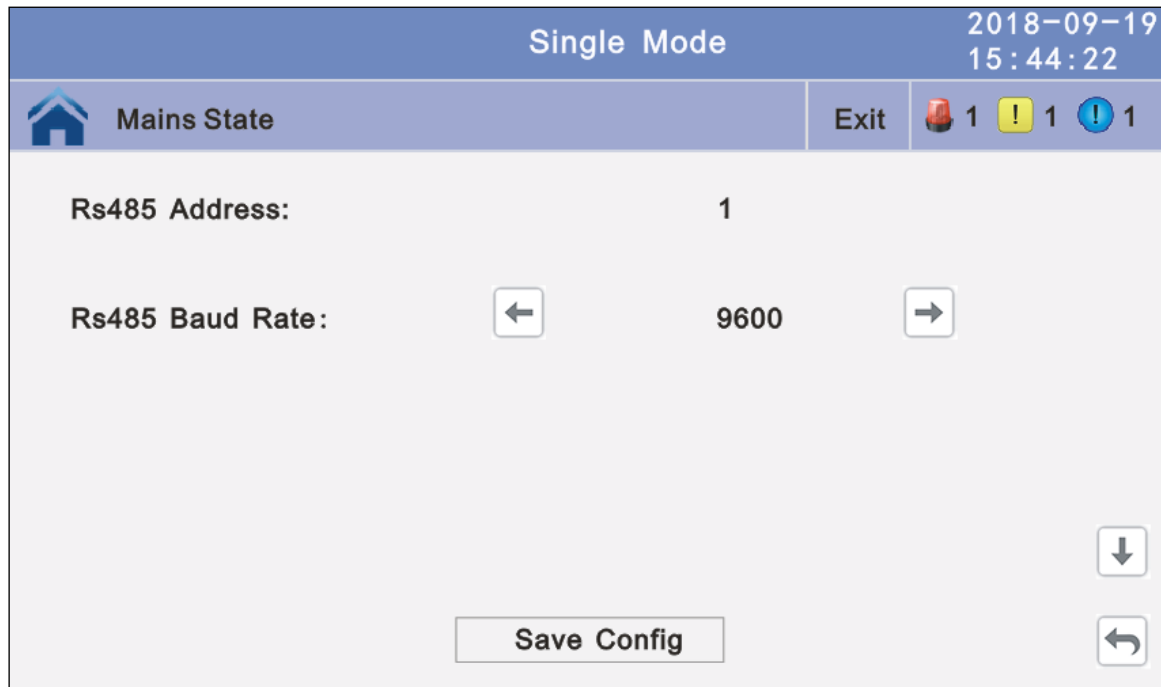 Single Mode
2018-09-19
15:44:22
Mains State
Exit
1 ! 1 ! 1
Rs485 Address: 1
Rs485 Baud Rate: 9600
Save Config